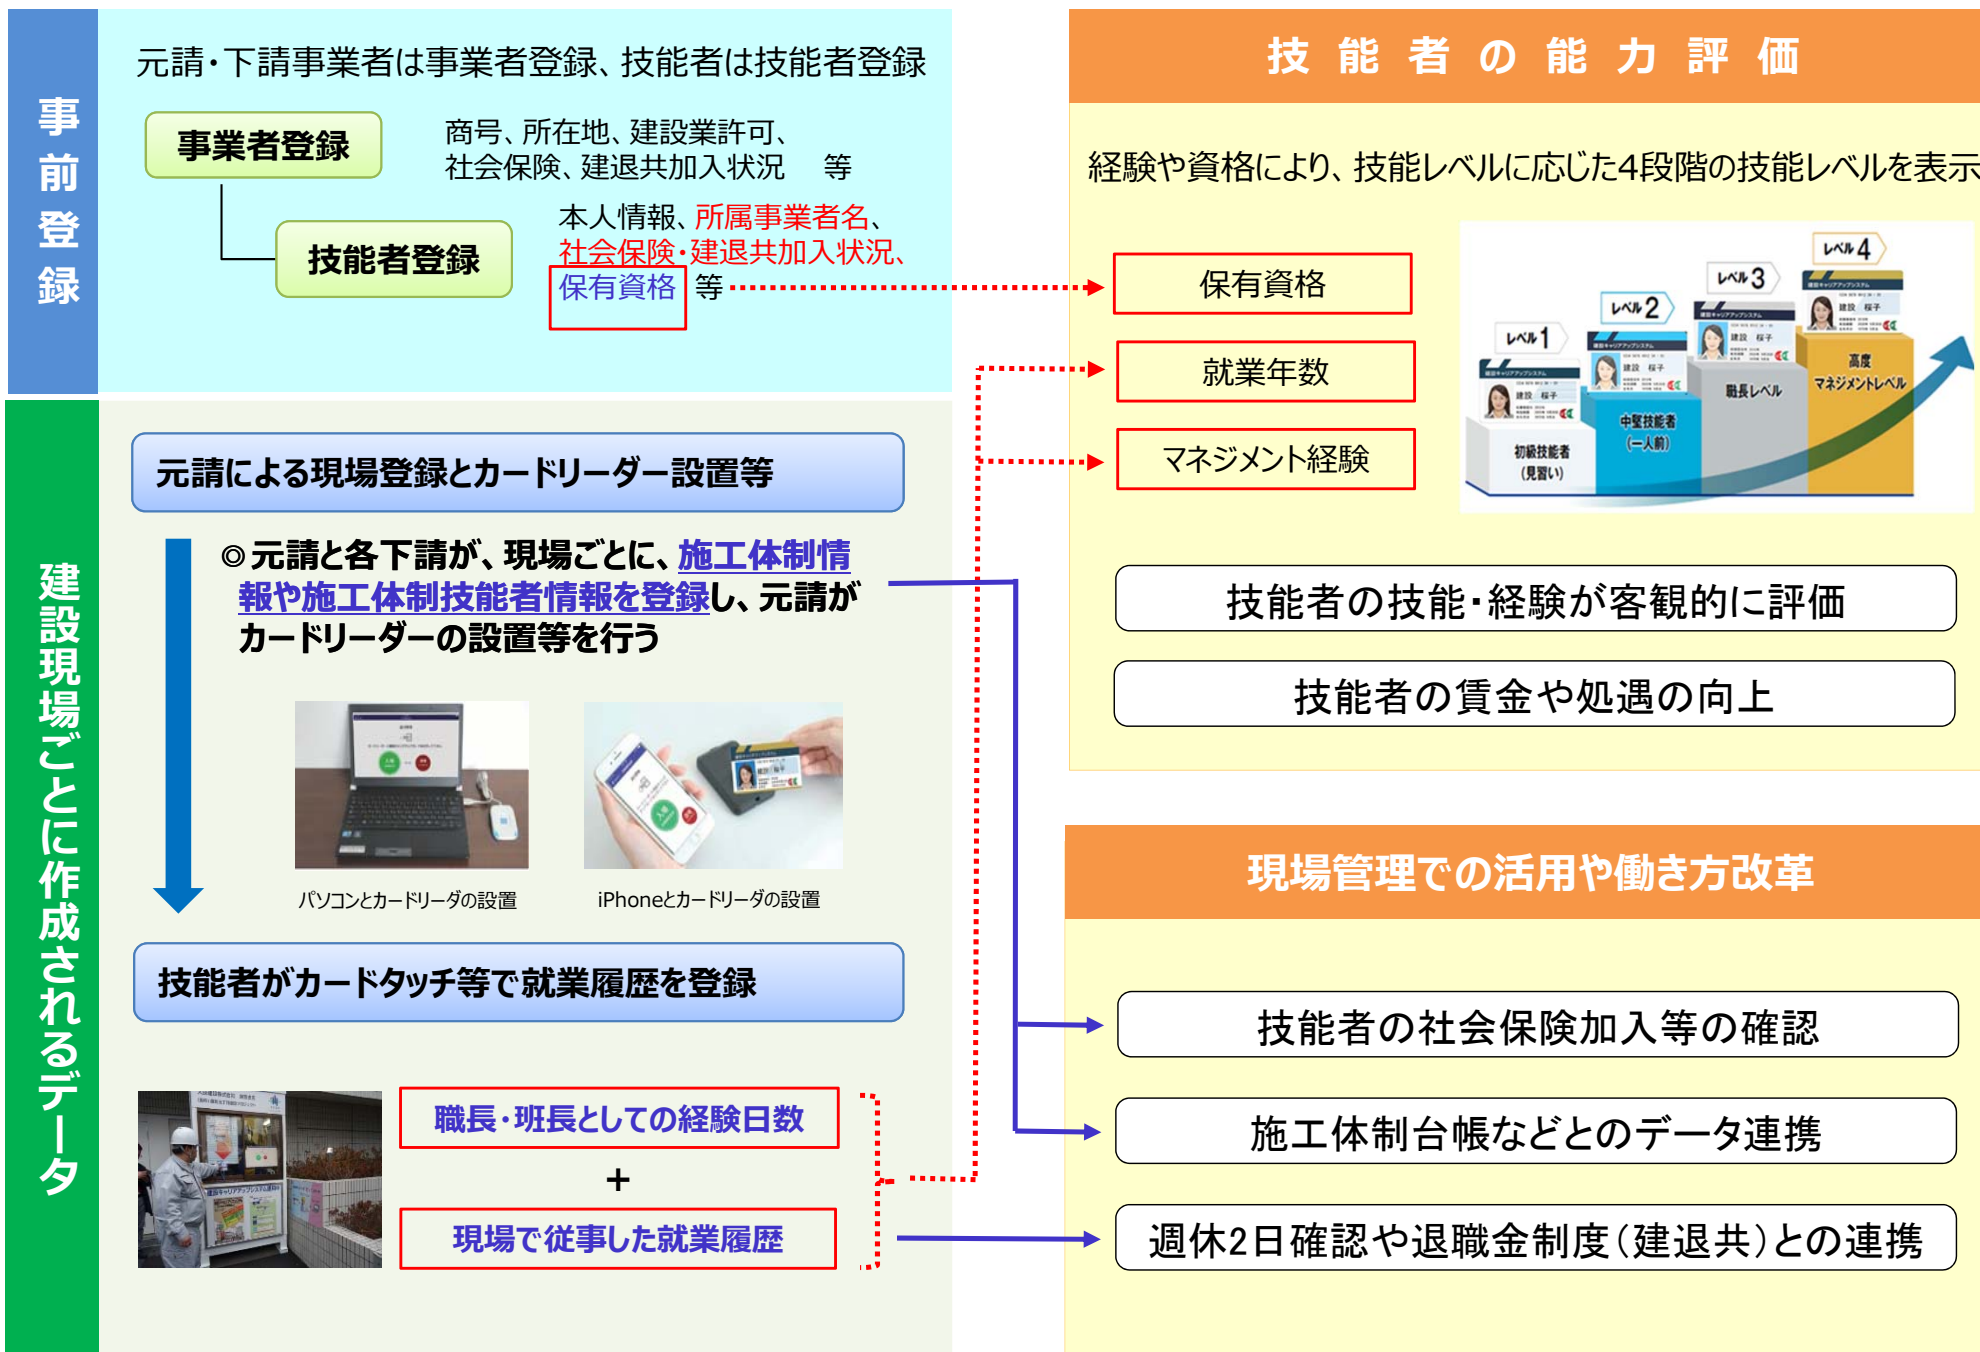 事前登録
元請・下請事業者は事業者登録、技能者は技能者登録
事業者登録
商号、所在地、建設業許可、
社会保険、建退共加入状況　等
技能者登録
本人情報、所属事業者名、
社会保険・建退共加入状況、
保有資格 等
建設現場ごとに作成されるデータ
元請による現場登録とカードリーダー設置等
◎元請と各下請が、現場ごとに、施工体制情
報や施工体制技能者情報を登録し、元請が
カードリーダーの設置等を行う
パソコンとカードリーダの設置
iPhoneとカードリーダの設置
技能者がカードタッチ等で就業履歴を登録
職長・班長としての経験日数
+
現場で従事した就業履歴
技能者の能力評価
経験や資格により、技能レベルに応じた4段階の技能レベルを表示
保有資格
就業年数
マネジメント経験
レベル1
建設 桜子
初級技能者
(見習い)
レベル2
建設 桜子
中堅技能者
(一人前)
レベル3
建設 桜子
職長レベル
レベル4
建設 桜子
高度
マネジメントレベル
技能者の技能・経験が客観的に評価
技能者の賃金や処遇の向上
現場管理での活用や働き方改革
技能者の社会保険加入等の確認
施工体制台帳などとのデータ連携
週休2日確認や退職金制度(建退共)との連携